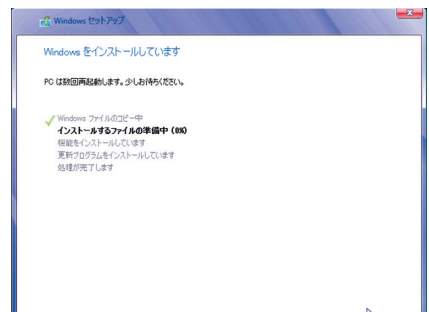 Windows セットアップ
Windows をインストールしています
PC は数回再起動します。少しお待ちください。
Windows ファイルのコピー中
インストールするファイルの準備中 (0%)
機能をインストールしています
更新プログラムをインストールしています
処理が完了します